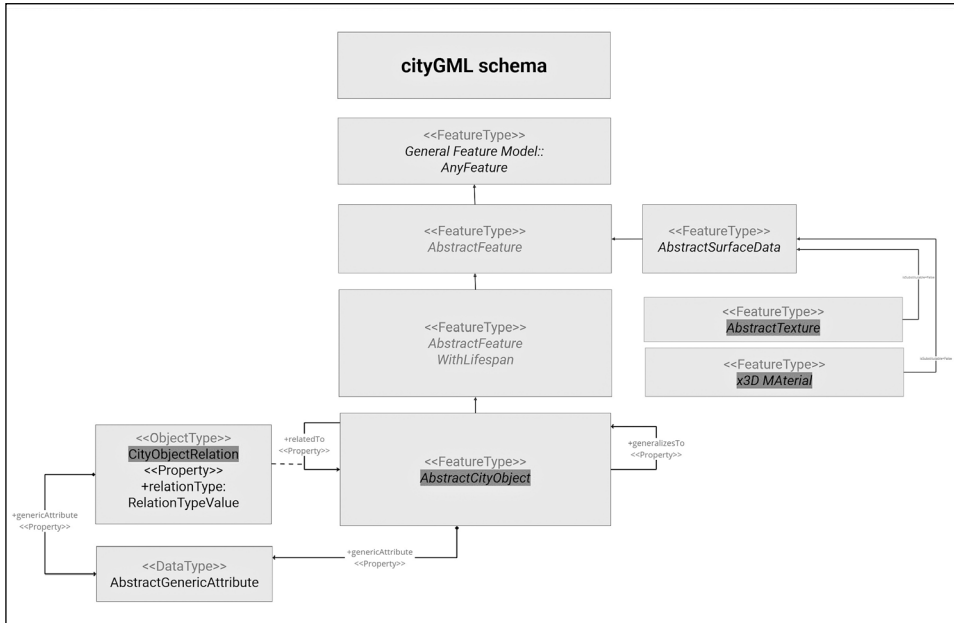 cityGML schema
<<FeatureType>>
General Feature Model::
AnyFeature
<<FeatureType>>
AbstractFeature
<<FeatureType>>
AbstractSurfaceData
<<FeatureType>>
AbstractFeature
WithLifespan
<<FeatureType>>
AbstractTexture
<<FeatureType>>
x3D MAterial
<<ObjectType>>
CityObjectRelation
<<Property>>
+relationType:
RelationTypeValue
+relatedTo
<<Property>>
<<FeatureType>>
AbstractCityObject
+generalizesTo
<<Property>>
+genericAttribute
<<Property>>
<<DataType>>
AbstractGenericAttribute
+genericAttribute
<<Property>>